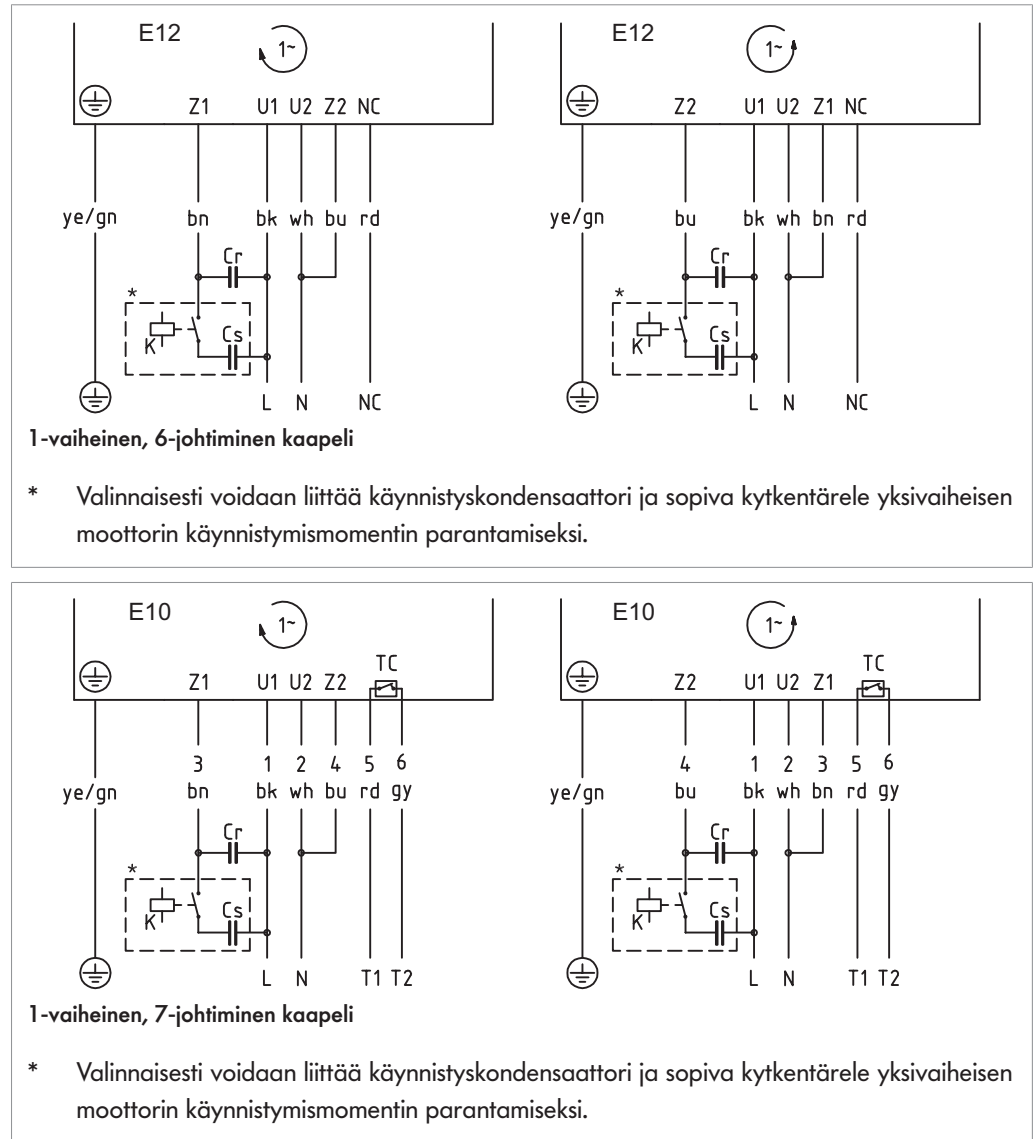 E12 1~ E12 1~
Z1 U1 U2 Z2 NC Z2 U1 U2 Z1 NC
ye/gn bn bk wh bu rd ye/gn bu bk wh bn rd
Cr Cr
* *
K Cs K Cs
L N NC L N NC
1-vaiheinen, 6-johtiminen kaapeli
* Valinnaisesti voidaan liittää käynnistyskondensaattori ja sopiva kytkentärele yksivaiheisen
moottorin käynnistymismomentin parantamiseksi.
E10 1~ E10 1~
TC TC
Z1 U1 U2 Z2 Z2 U1 U2 Z1
3 1 2 4 5 6 4 1 2 3 5 6
ye/gn bn bk wh bu rd gy ye/gn bu bk wh bn rd gy
Cr Cr
* *
K Cs K Cs
L N T1 T2 L N T1 T2
1-vaiheinen, 7-johtiminen kaapeli
* Valinnaisesti voidaan liittää käynnistyskondensaattori ja sopiva kytkentärele yksivaiheisen
moottorin käynnistymismomentin parantamiseksi.